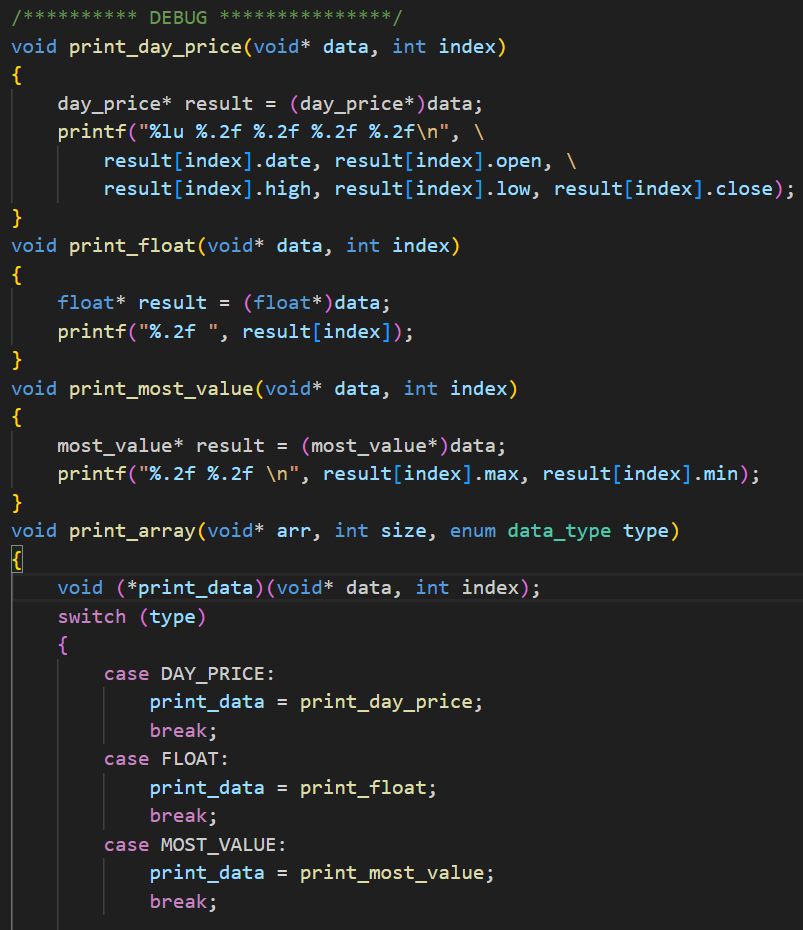 /********** DEBUG ***************/
void print_day_price(void* data, int index)
{
    day_price* result = (day_price*)data;
    printf("%lu %.2f %.2f %.2f %.2f\n", \
        result[index].date, result[index].open, \
        result[index].high, result[index].low, result[index].close);
}
void print_float(void* data, int index)
{
    float* result = (float*)data;
    printf("%.2f ", result[index]);
}
void print_most_value(void* data, int index)
{
    most_value* result = (most_value*)data;
    printf("%.2f %.2f \n", result[index].max, result[index].min);
}
void print_array(void* arr, int size, enum data_type type)
{
    void (*print_data)(void* data, int index);
    switch (type)
    {
        case DAY_PRICE:
            print_data = print_day_price;
            break;
        case FLOAT:
            print_data = print_float;
            break;
        case MOST_VALUE:
            print_data = print_most_value;
            break;